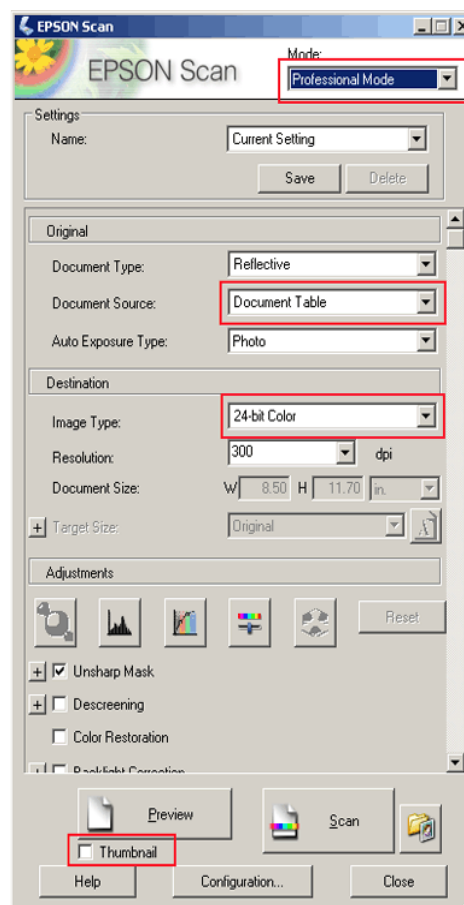 EPSON Scan
EPSON Scan
Mode:
Professional Mode
Settings
Name: Current Setting
Save Delete
Original
Document Type: Reflective
Document Source: Document Table
Auto Exposure Type: Photo
Destination
Image Type: 24-bit Color
Resolution: 300 dpi
Document Size: W 8.50 H 11.70 in.
+ Target Size: Original A
Adjustments
Reset
+ Unsharp Mask
+ Descreening
Color Restoration
+ Backlight Correction
Preview Scan
Thumbnail
Help Configuration... Close